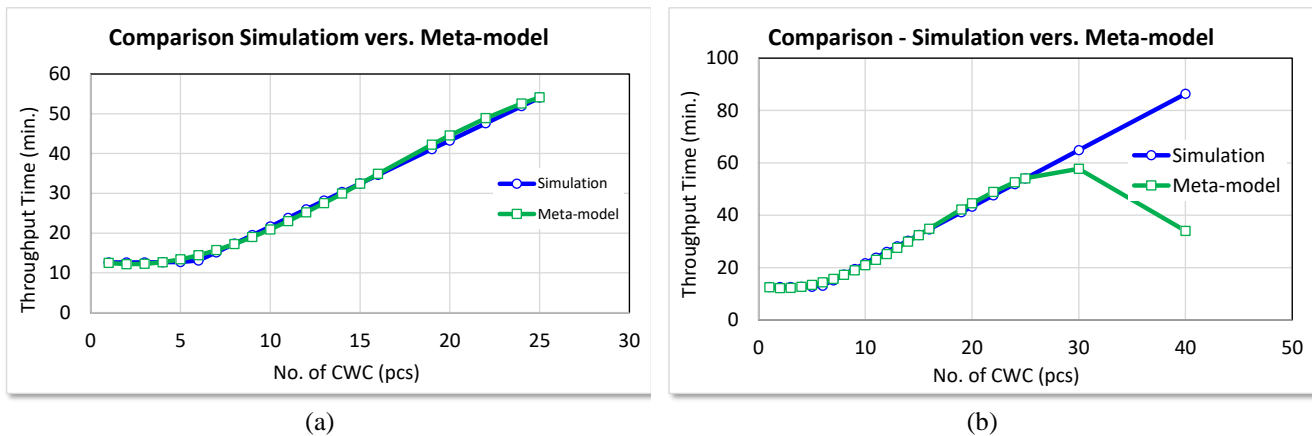 Comparison Simulatiom vers. Meta-model
60
50
40
30
20
10
0
0 5 10 15 20 25 30
Throughput Time (min.)
No. of CWC (pcs)
Simulation
Meta-model
(a)
Comparison - Simulation vers. Meta-model
100
80
60
40
20
0
0 10 20 30 40 50
Throughput Time (min.)
No. of CWC (pcs)
Simulation
Meta-model
(b)